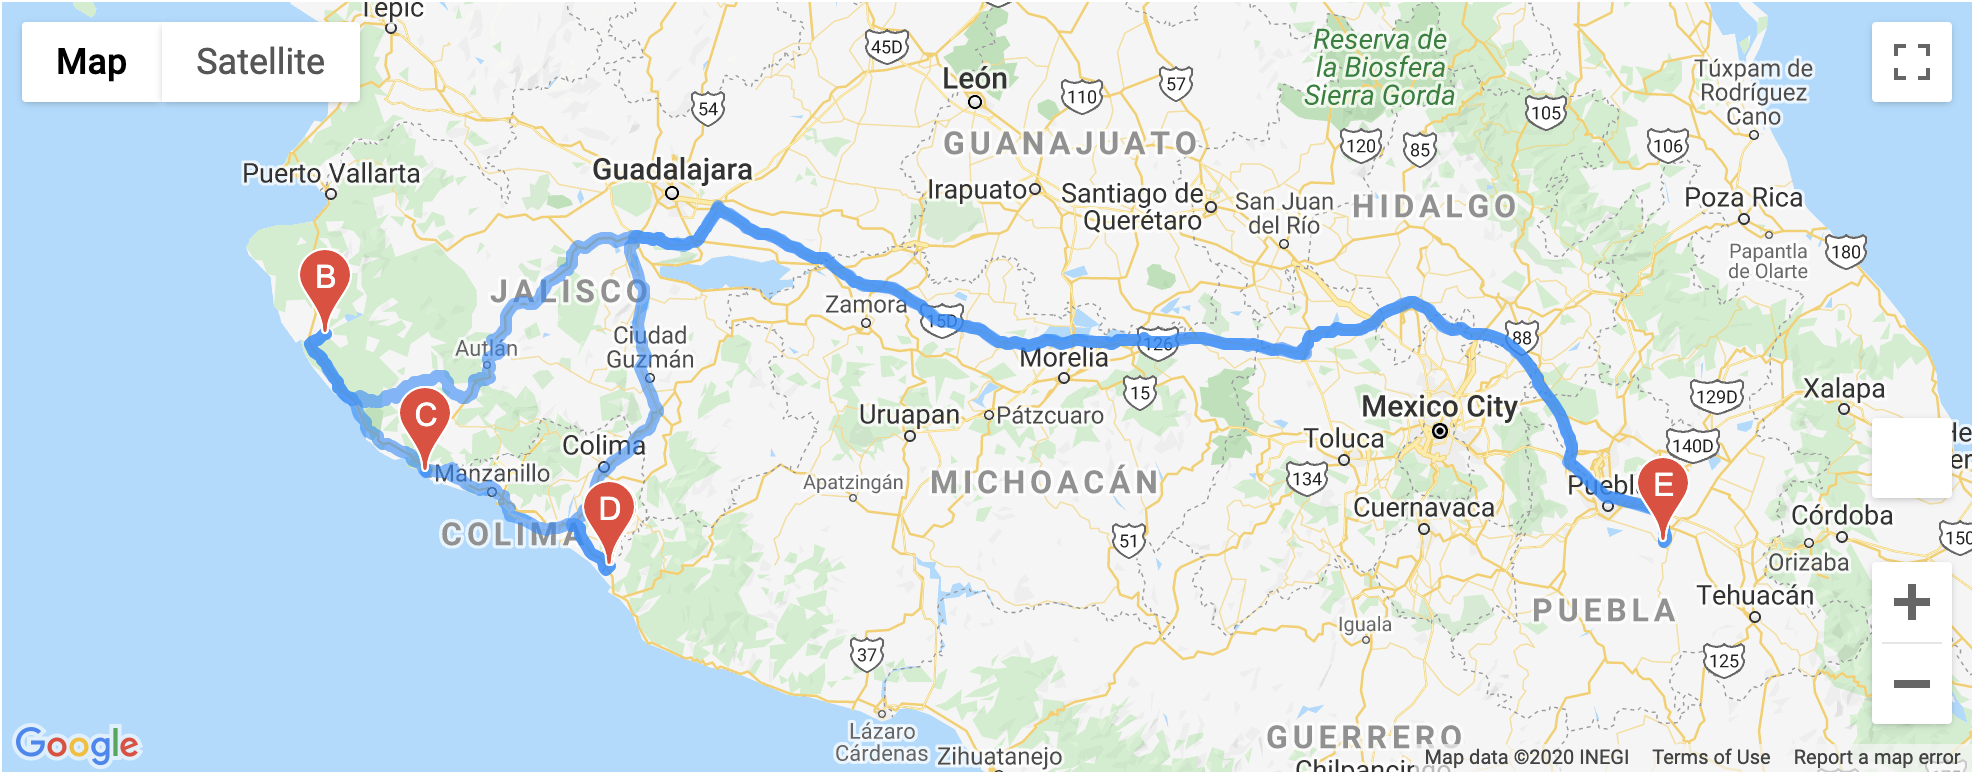 Tepic
Map
Satellite
45D
León
110
57
Reserva de
la Biosfera
Sierra Gorda
Túxpam de
Rodríguez
Cano
54
105
GUANAJUATO
120
85
106
Puerto Vallarta
Guadalajara
Irapuato
Santiago de
Querétaro
San Juan
del Río
HIDALGO
Poza Rica
Papantla
de Olarte
180
B
JALISCO
Zamora
15D
Ciudad
Guzmán
Autlán
Morelia
126
88
15
C
Uruapan
Pátzcuaro
Mexico City
Toluca
129D
Xalapa
Colima
140D
Manzanillo
Apatzingán
MICHOACÁN
134
Puebl
E
D
Cuernavaca
COLIMA
51
Córdoba
150
Orizaba
Tehuacán
PUEBLA
Iguala
37
125
Lázaro
Cárdenas
Zihuatanejo
GUERRERO
Chilpancingo
Google
Map data ©2020 INEGI
Terms of Use
Report a map error